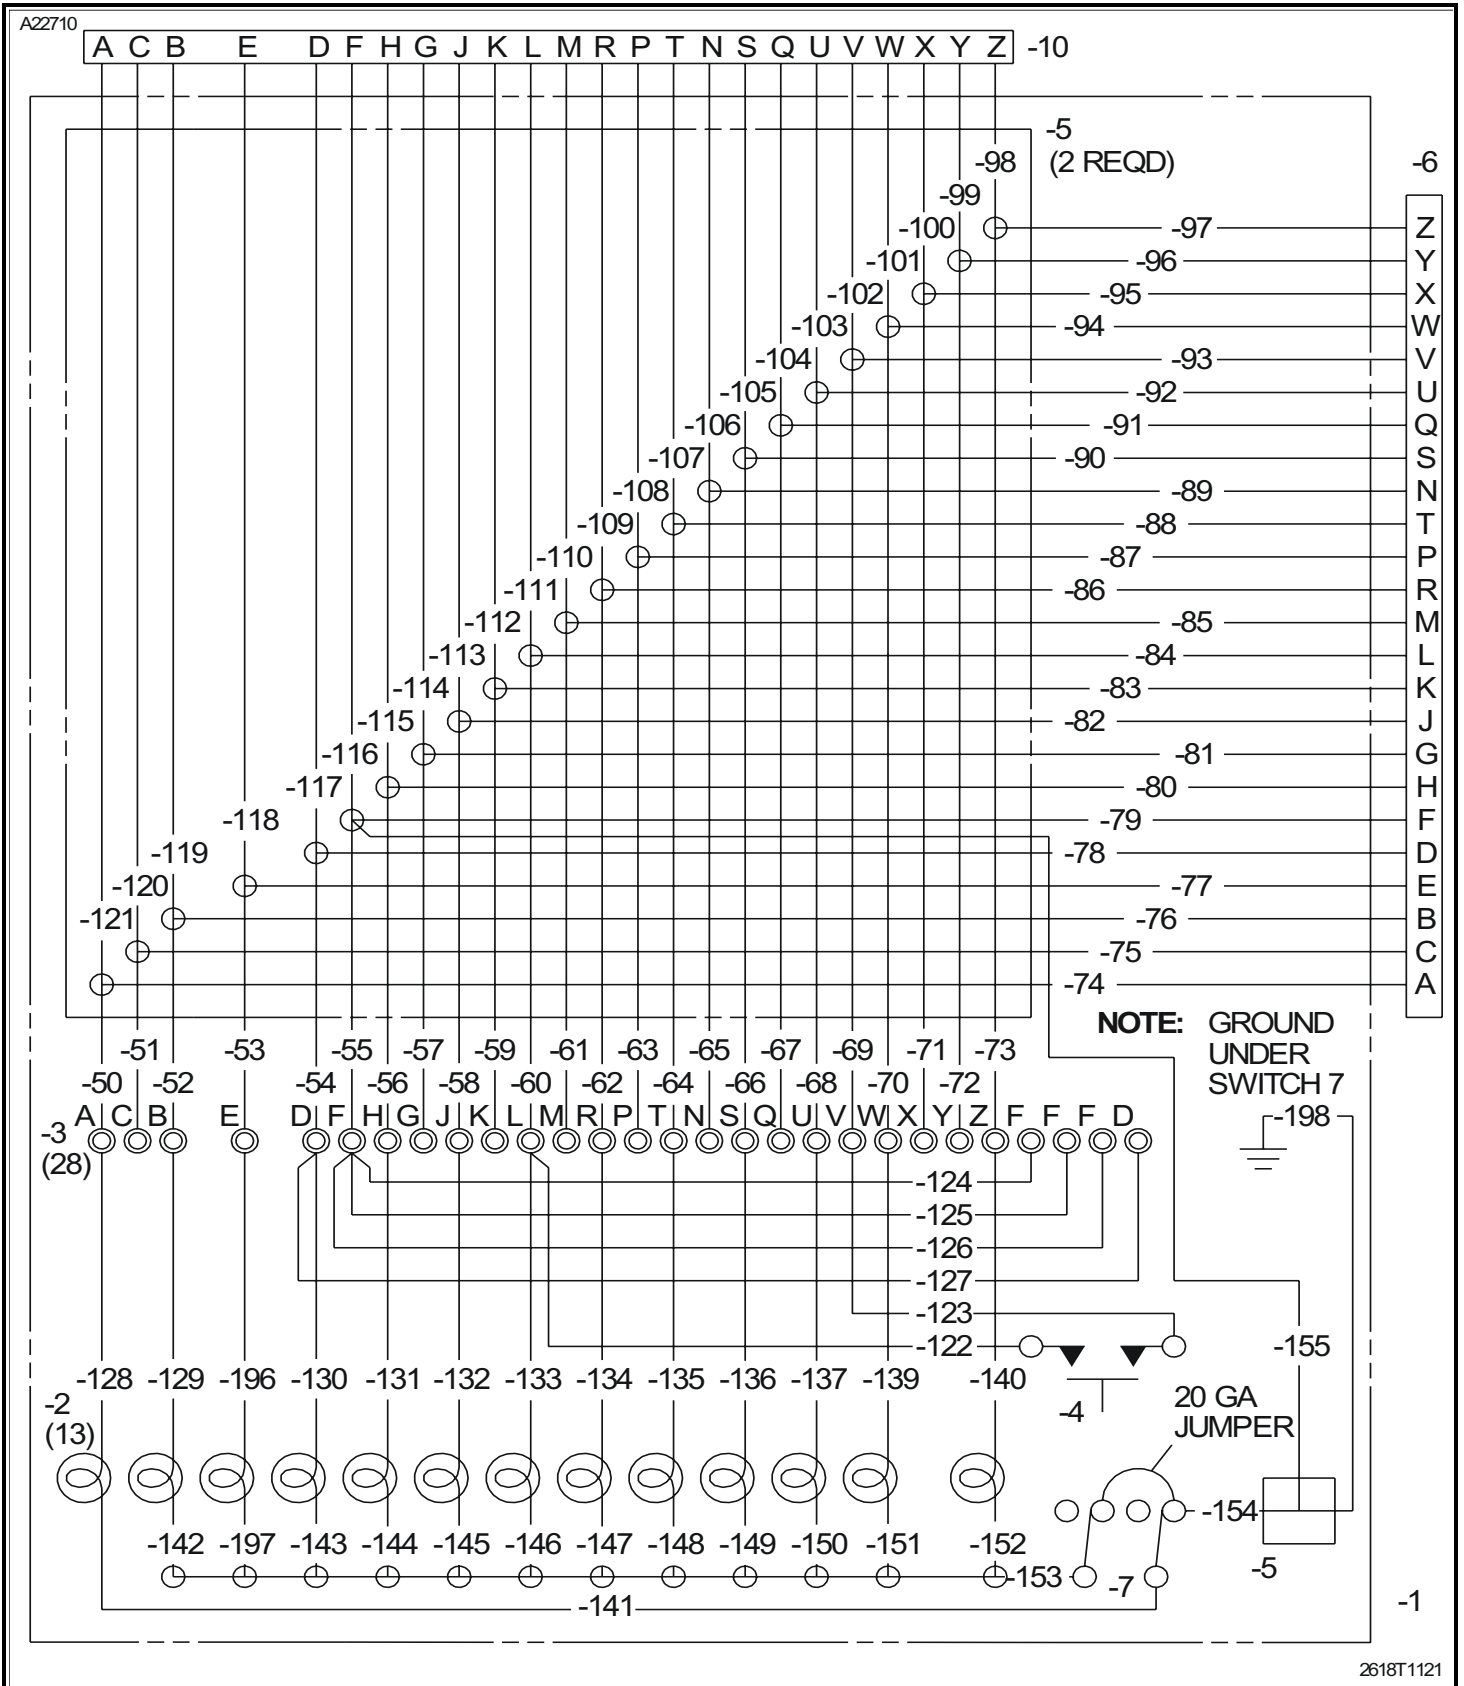 A22710
A C B E D F H G J K L M R P T N S Q U V W X Y Z -10
-5
(2 REQD)
-6
-98
-99
-100 -97 Z
-101 -96 Y
-102 -95 X
-103 -94 W
-104 -93 V
-105 -92 U
-106 -91 Q
-107 -90 S
-108 -89 N
-109 -88 T
-110 -87 P
-111 -86 R
-112 -85 M
-113 -84 L
-114 -83 K
-115 -82 J
-116 -81 G
-117 -80 H
-118 -79 F
-119 -78 D
-120 -77 E
-121 -76 B
-75 C
-74 A
NOTE: GROUND
UNDER
SWITCH 7
-51 -53 -55 -57 -59 -61 -63 -65 -67 -69 -71 -73
-50 -52 -54 -56 -58 -60 -62 -64 -66 -68 -70 -72
A C B E D F H G J K L M R P T N S Q U V W X Y Z F F F D
-198
-3
(28)
-124
-125
-126
-127
-123
-122
-155
-128 -129 -196 -130 -131 -132 -133 -134 -135 -136 -137 -139 -140
-4
20 GA
JUMPER
-2
(13)
-154
-142 -197 -143 -144 -145 -146 -147 -148 -149 -150 -151 -152
-5
-153
-7
-141
-1
2618T1121